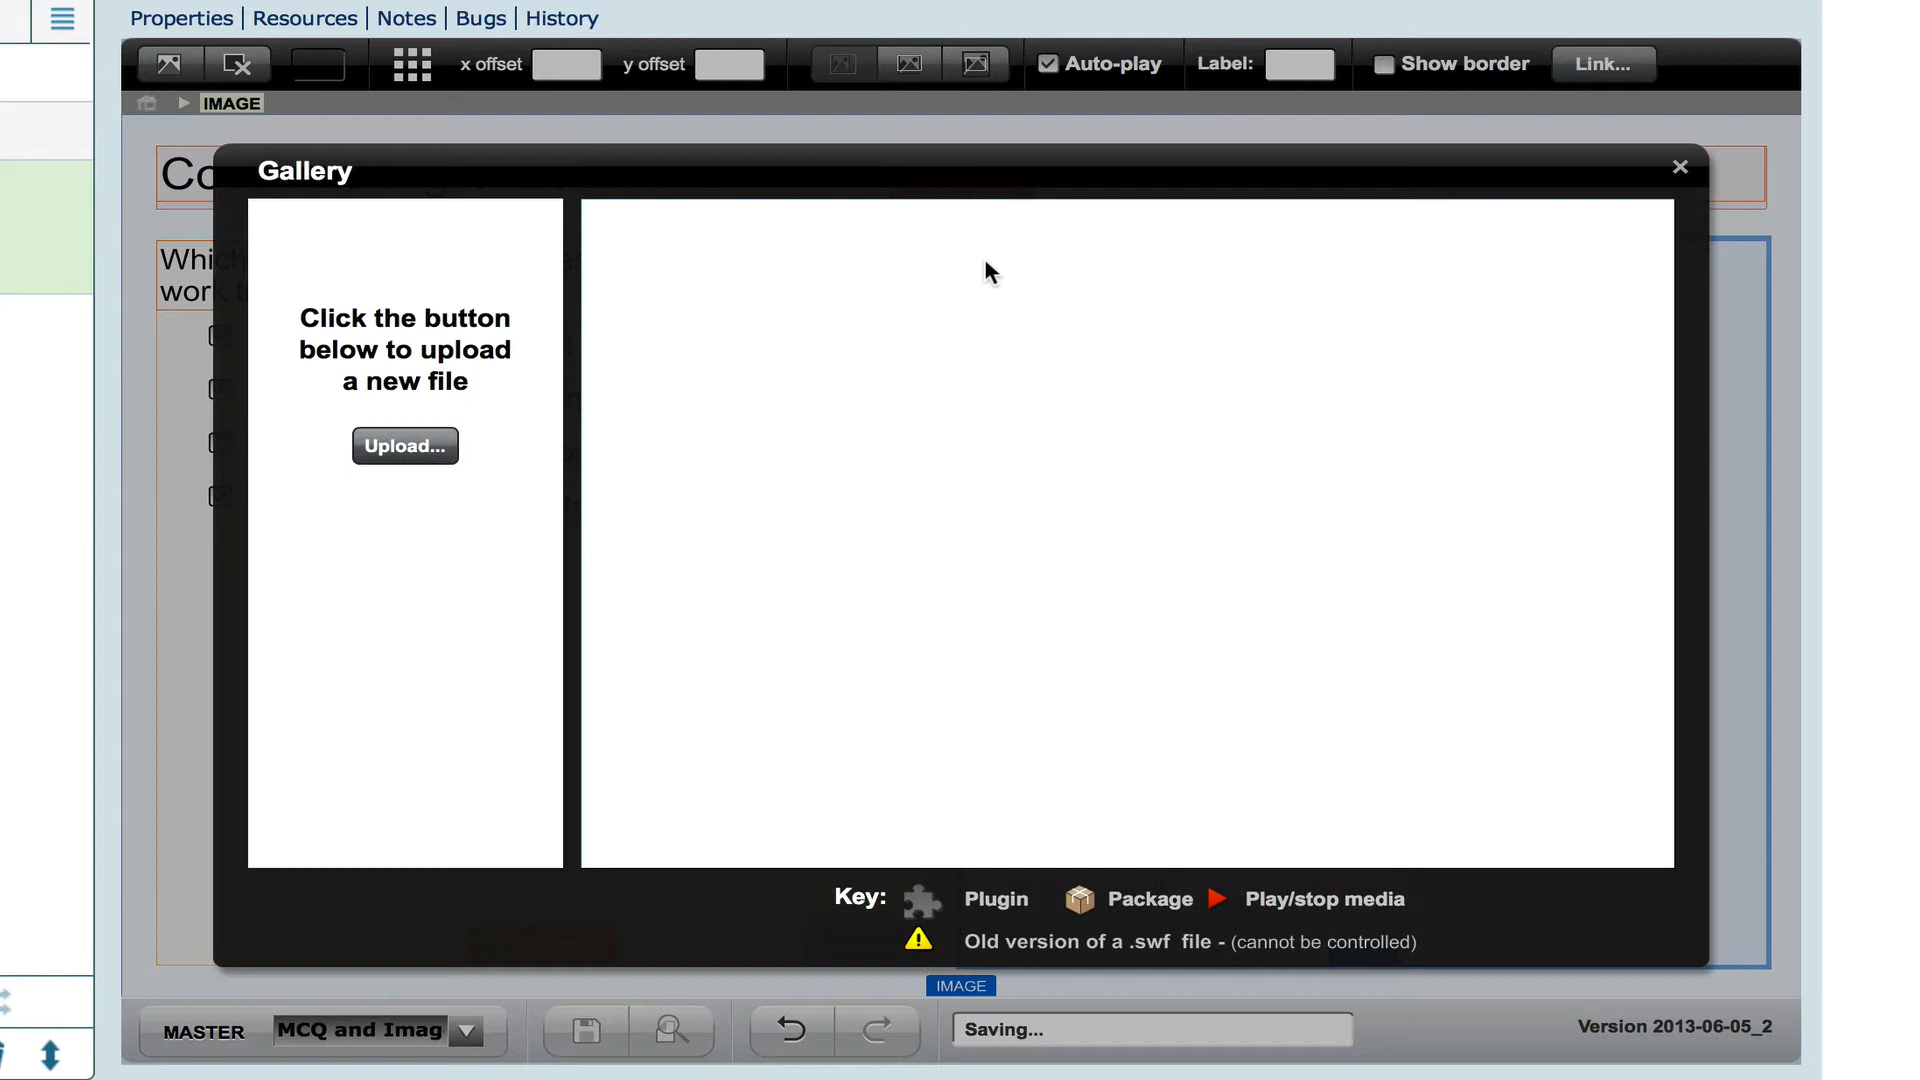 Properties | Resources | Notes | Bugs | History
x offset y offset Auto-play Label: Show border Link...
IMAGE
Gallery
Click the button
below to upload
a new file
Upload...
Key: Plugin Package Play/stop media
Old version of a .swf file - (cannot be controlled)
IMAGE
MASTER MCQ and Imag Saving... Version 2013-06-05_2